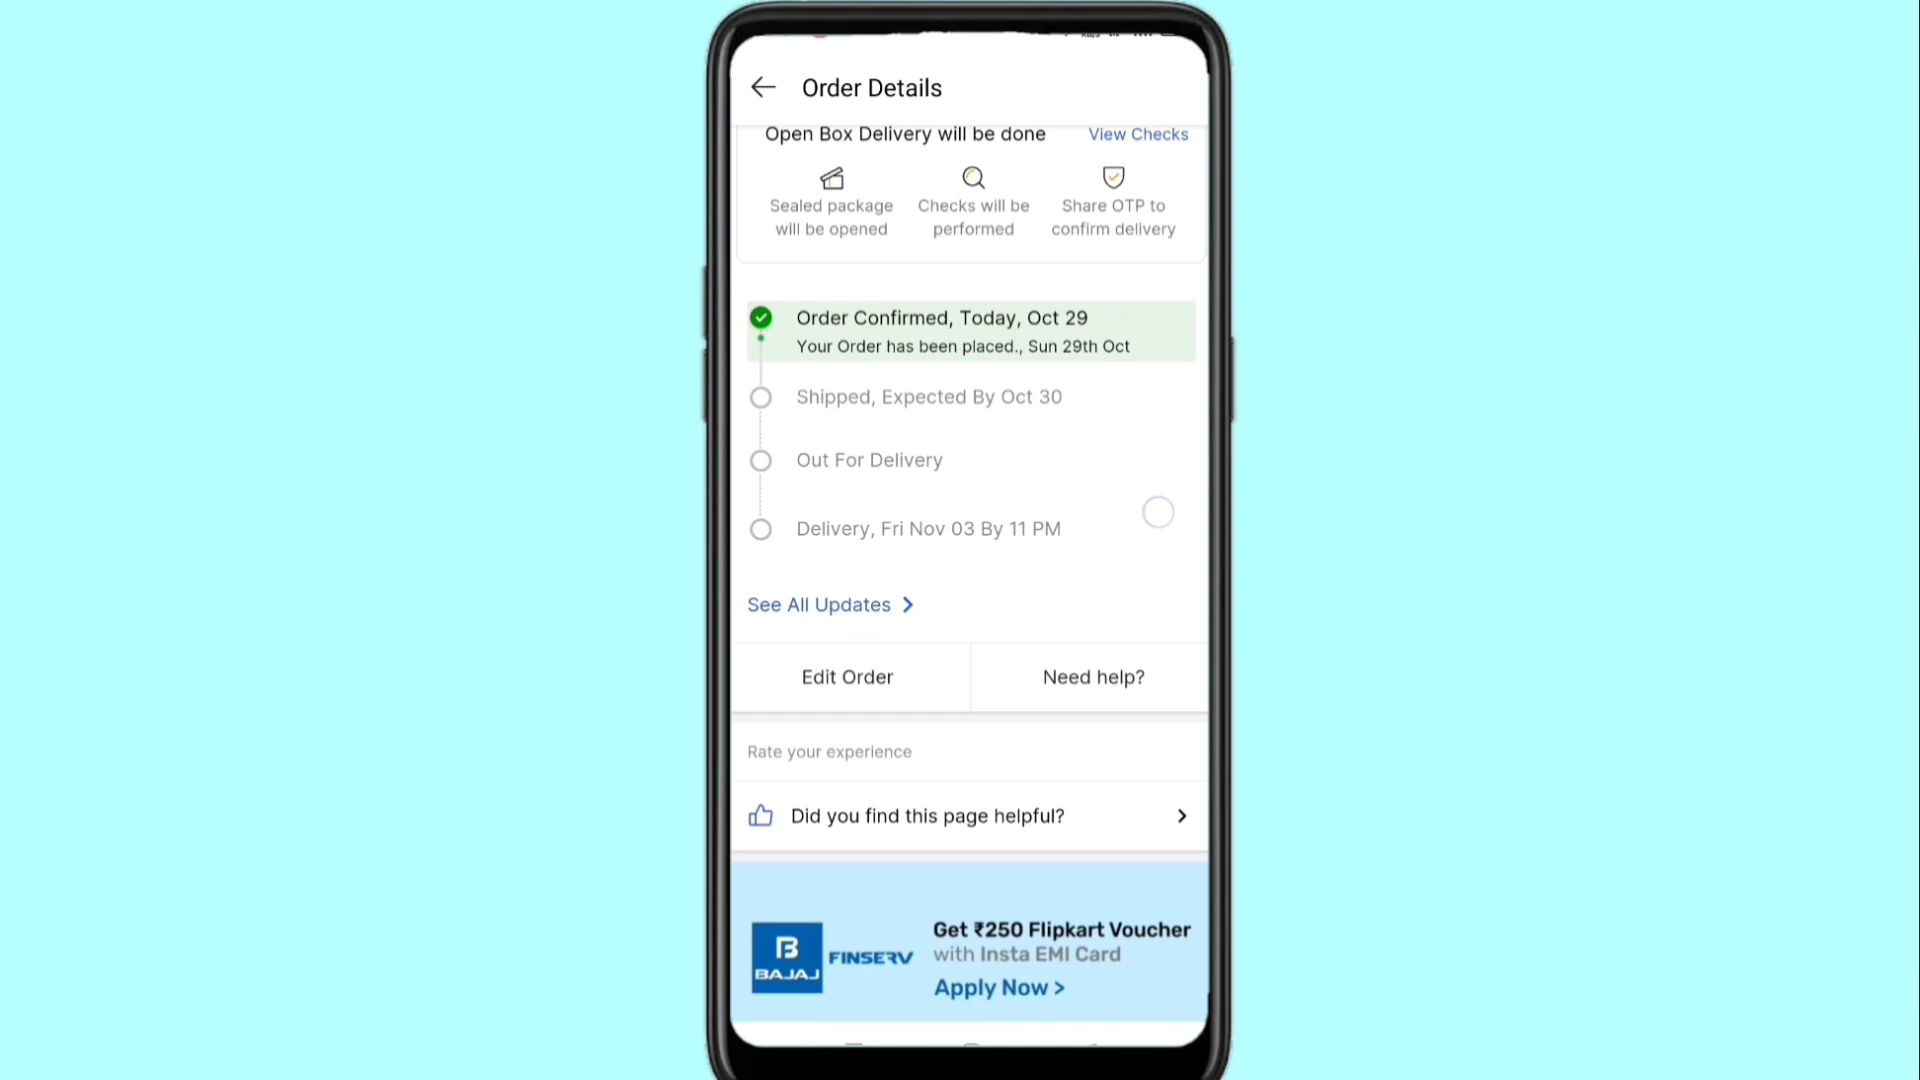 Order Details
Open Box Delivery will be done View Checks
Sealed package will be opened
Checks will be performed
Share OTP to confirm delivery
Order Confirmed, Today, Oct 29
Your Order has been placed., Sun 29th Oct
Shipped, Expected By Oct 30
Out For Delivery
Delivery, Fri Nov 03 By 11 PM
See All Updates
Edit Order Need help?
Rate your experience
Did you find this page helpful?
B
BAJAJ
FINSERV
Get ₹250 Flipkart Voucher
with Insta EMI Card
Apply Now >